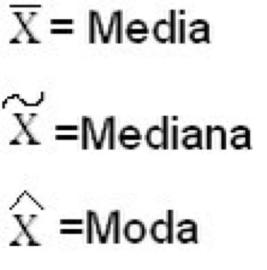 X̅ = Media
X̃ =Mediana
X̂ =Moda